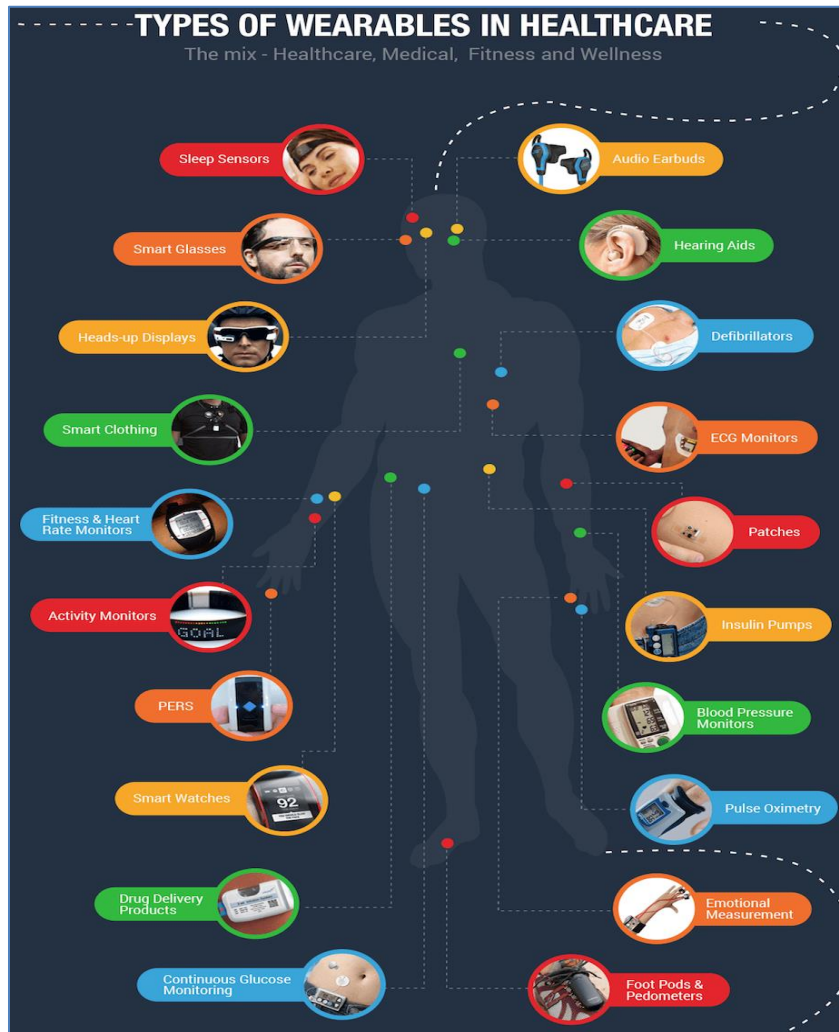 TYPES OF WEARABLES IN HEALTHCARE
The mix - Healthcare, Medical, Fitness and Wellness
Sleep Sensors
Audio Earbuds
Smart Glasses
Hearing Aids
Heads-up Displays
Defibrillators
Smart Clothing
ECG Monitors
Fitness & Heart
Rate Monitors
Patches
Activity Monitors
GOAL
Insulin Pumps
PERS
Blood Pressure
Monitors
Smart Watches
92
Pulse Oximetry
Drug Delivery
Products
Emotional
Measurement
Continuous Glucose
Monitoring
Foot Pods &
Pedometers